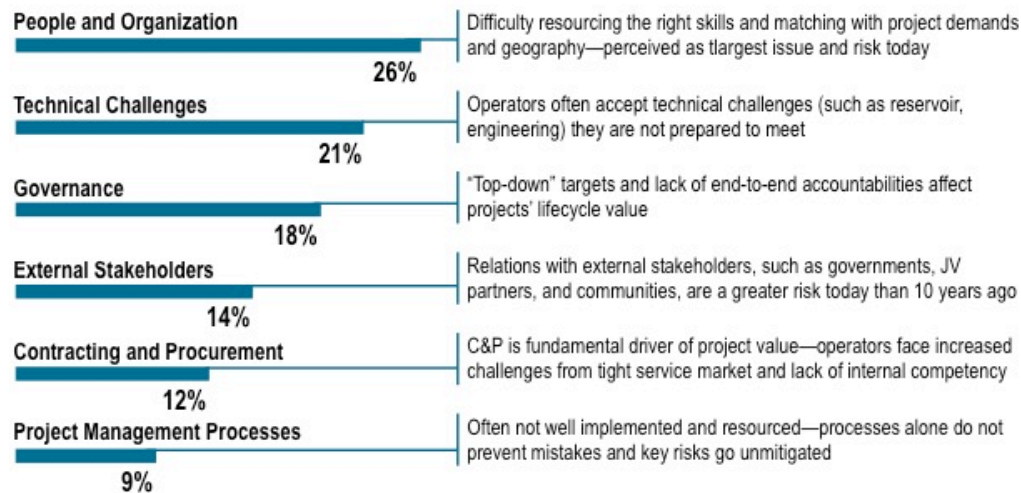 People and Organization
Difficulty resourcing the right skills and matching with project demands
and geography—perceived as tlargest issue and risk today
26%
Technical Challenges
Operators often accept technical challenges (such as reservoir,
engineering) they are not prepared to meet
21%
Governance
“Top-down” targets and lack of end-to-end accountabilities affect
projects’ lifecycle value
18%
External Stakeholders
Relations with external stakeholders, such as governments, JV
partners, and communities, are a greater risk today than 10 years ago
14%
Contracting and Procurement
C&P is fundamental driver of project value—operators face increased
challenges from tight service market and lack of internal competency
12%
Project Management Processes
Often not well implemented and resourced—processes alone do not
prevent mistakes and key risks go unmitigated
9%